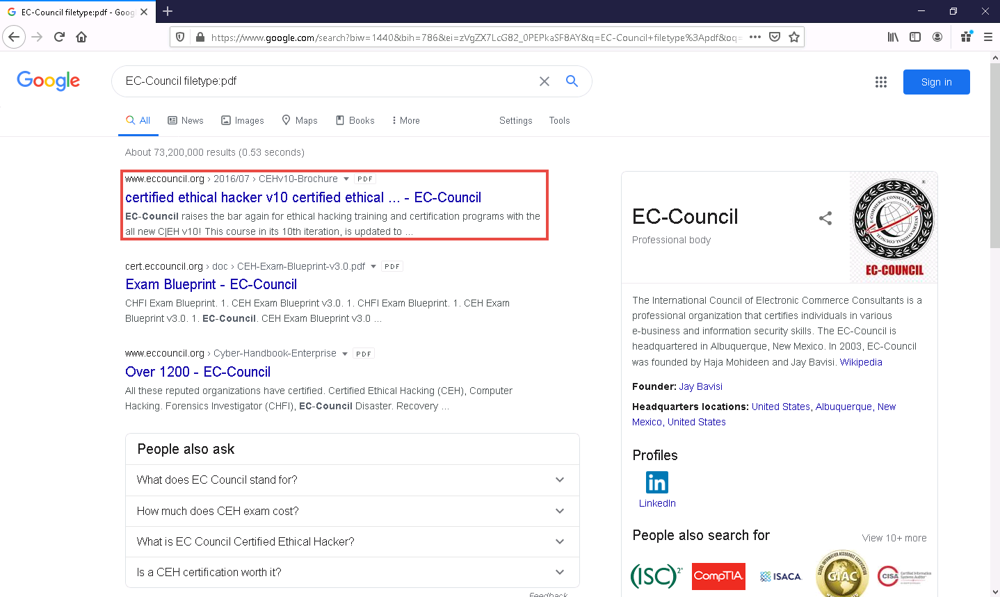 EC-Council filetype:pdf - Goog
https://www.google.com/search?biw=1440&bih=786&ei=zVgZX7LcG82_0PEPkaSF8AY&q=EC-Council+filetype%3Apdf&oq=
Google
EC-Council filetype:pdf
Sign in
All News Images Maps Books More Settings Tools
About 73,200,000 results (0.53 seconds)
www.eccouncil.org › 2016/07 › CEHv10-Brochure PDF
certified ethical hacker v10 certified ethical ... - EC-Council
EC-Council raises the bar again for ethical hacking training and certification programs with the
all new C|EH v10! This course in its 10th iteration, is updated to ...
cert.eccouncil.org › doc › CEH-Exam-Blueprint-v3.0.pdf PDF
Exam Blueprint - EC-Council
CHFI Exam Blueprint. 1. CEH Exam Blueprint v3.0. 1. CHFI Exam Blueprint. 1. CEH Exam
Blueprint v3.0. 1. EC-Council. CEH Exam Blueprint v3.0 ...
www.eccouncil.org › Cyber-Handbook-Enterprise PDF
Over 1200 - EC-Council
All these reputed organizations have certified. Certified Ethical Hacking (CEH), Computer
Hacking. Forensics Investigator (CHFI), EC-Council Disaster. Recovery ...
People also ask
What does EC Council stand for?
How much does CEH exam cost?
What is EC Council Certified Ethical Hacker?
Is a CEH certification worth it?
Feedback
EC-Council
Professional body
E-COMMERCE CONSULTANTS
INTERNATIONAL COUNCIL
EC-COUNCIL
The International Council of Electronic Commerce Consultants is a
professional organization that certifies individuals in various
e-business and information security skills. The EC-Council is
headquartered in Albuquerque, New Mexico. In 2003, EC-Council
was founded by Haja Mohideen and Jay Bavisi. Wikipedia
Founder: Jay Bavisi
Headquarters locations: United States, Albuquerque, New
Mexico, United States
Profiles
in
LinkedIn
People also search for
View 10+ more
(ISC)²
CompTIA.
ISACA.
GLOBAL INFORMATION ASSURANCE CERTIFICATION
GIAC
CISA Certified Information Systems Auditor